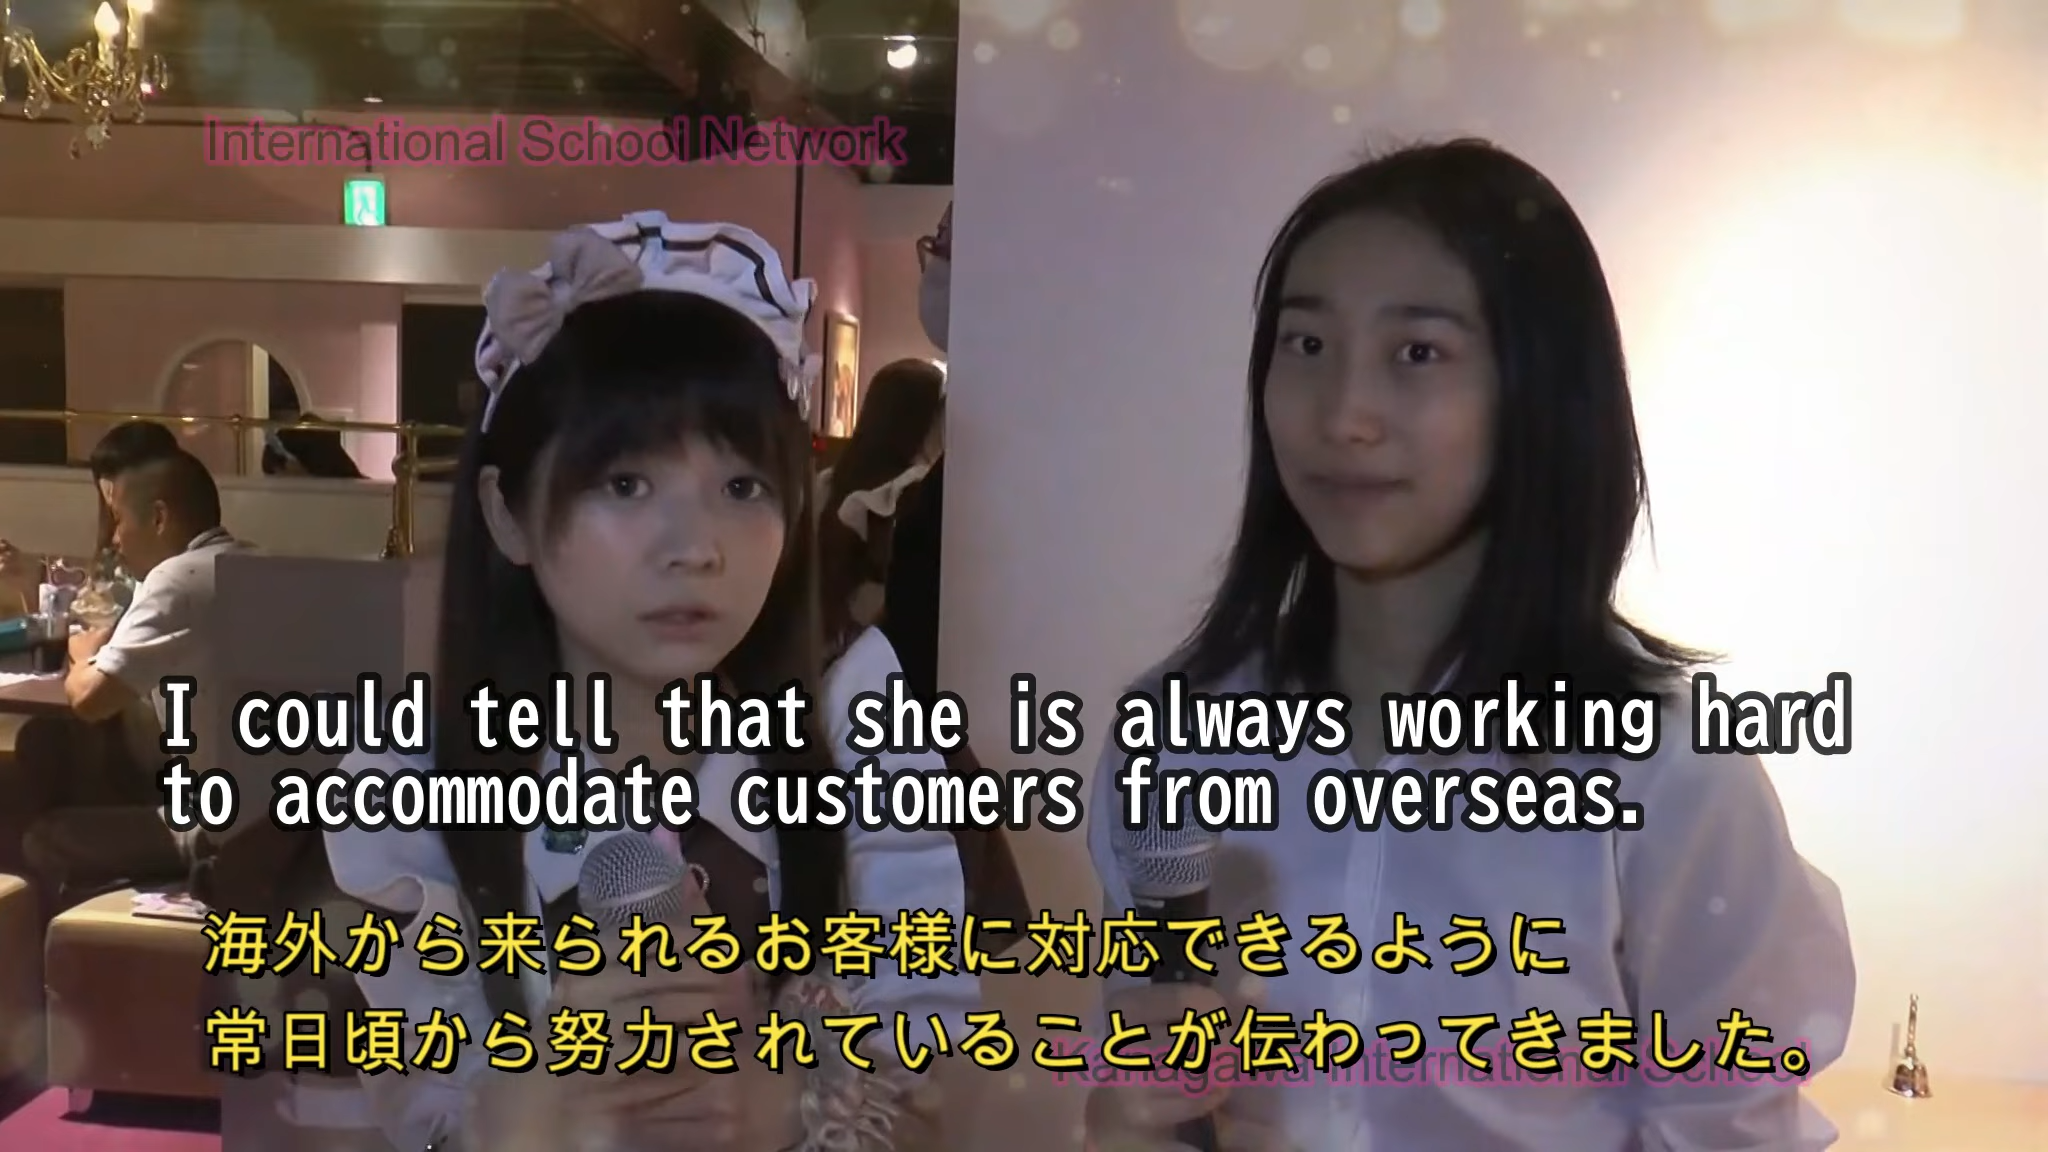 International School Network
I could tell that she is always working hard
to accommodate customers from overseas.
海外から来られるお客様に対応できるように
常日頃から努力されていることが伝わってきました。
Kanagawa International School